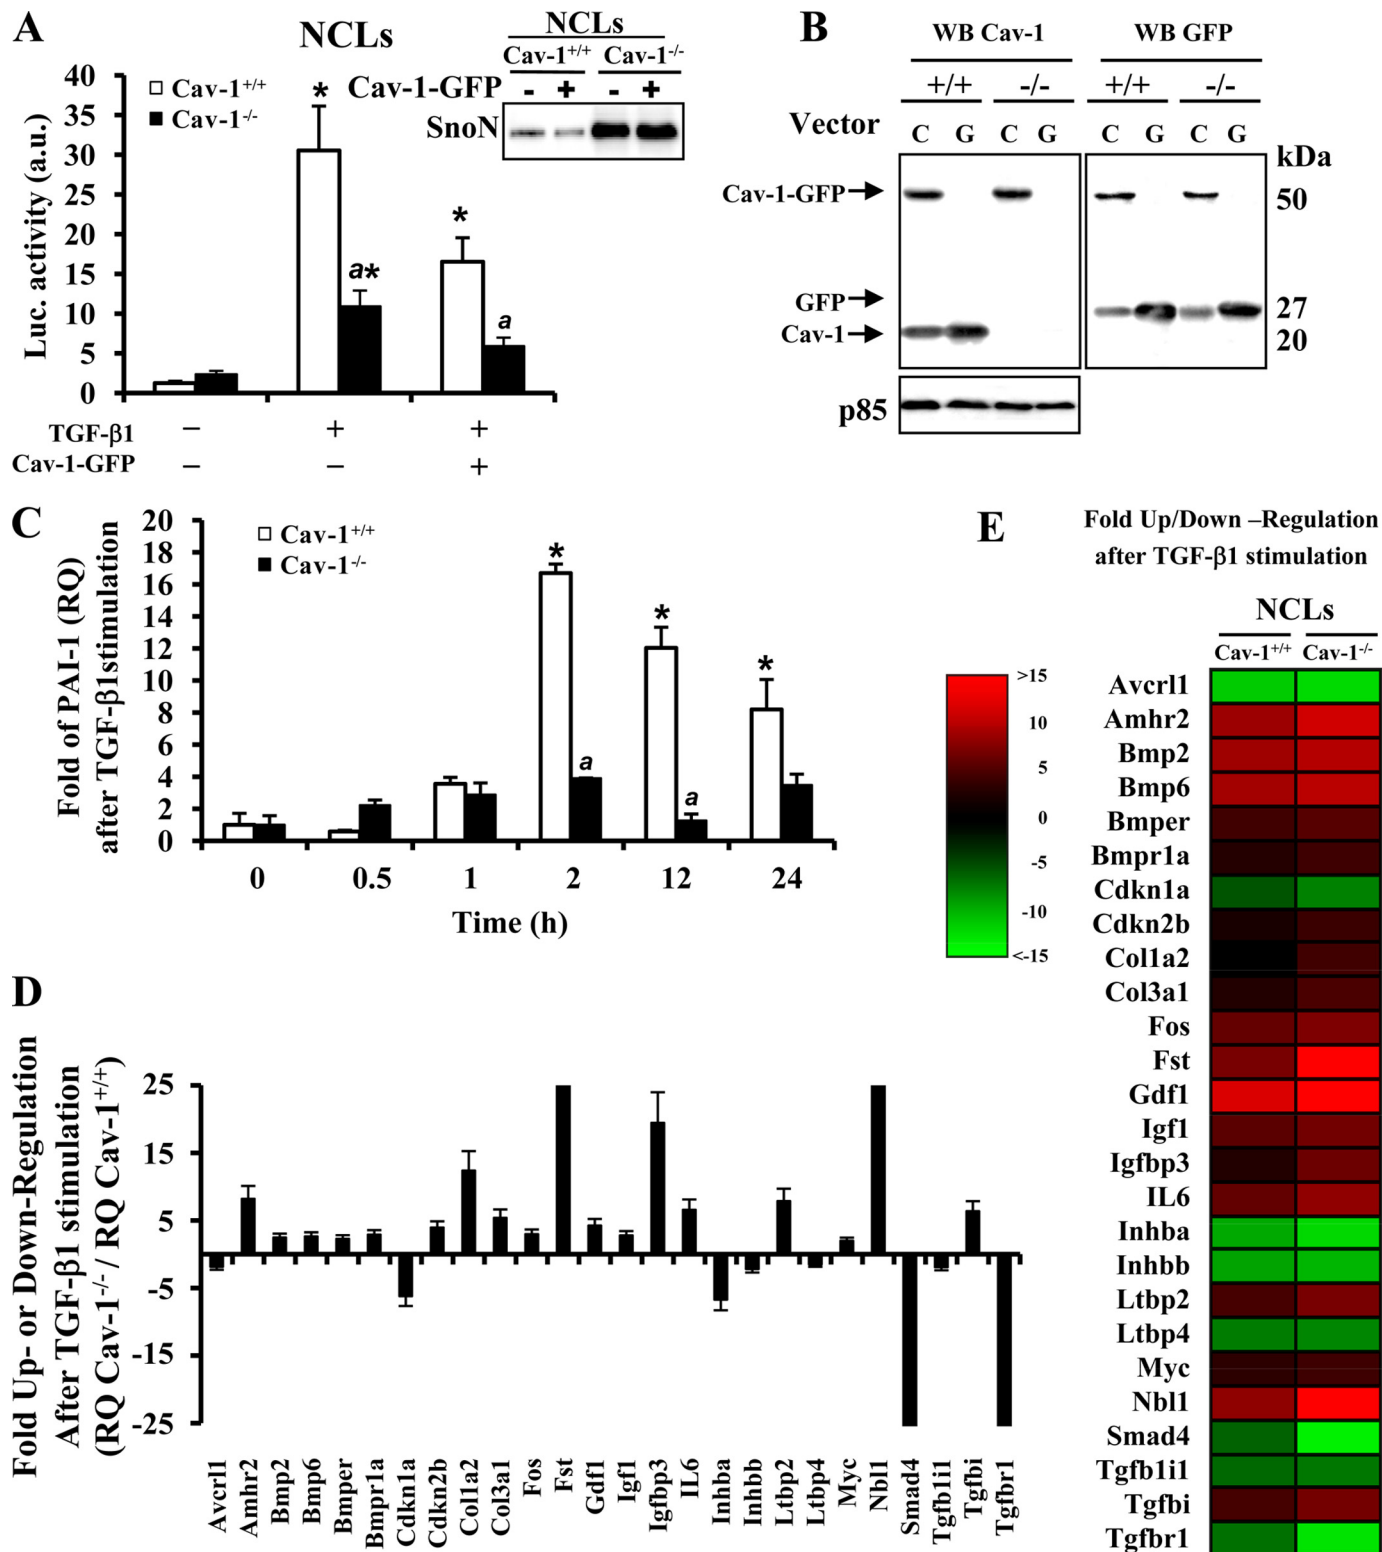 A
NCLs
NCLs
Cav-1+/+ Cav-1-/-
Cav-1-GFP - + - +
SnoN
Cav-1+/+
Cav-1-/-
Luc. activity (a.u.)
40
35
30
25
20
15
10
5
0
*
a*
*
a
TGF-β1 − + +
Cav-1-GFP − − +
B
WB Cav-1 WB GFP
+/+ -/- +/+ -/-
Vector C G C G C G C G
kDa
Cav-1-GFP 50
GFP 27
Cav-1 20
p85
C
Cav-1+/+
Cav-1-/-
Fold of PAI-1 (RQ)
after TGF-β1stimulation
20
18
16
14
12
10
8
6
4
2
0
*
a
*
a
*
0 0.5 1 2 12 24
Time (h)
D
Fold Up- or Down-Regulation
After TGF-β1 stimulation
(RQ Cav-1-/- / RQ Cav-1+/+)
25
15
5
-5
-15
-25
Avcrl1
Amhr2
Bmp2
Bmp6
Bmper
Bmpr1a
Cdkn1a
Cdkn2b
Col1a2
Col3a1
Fos
Fst
Gdf1
Igf1
Igfbp3
IL6
Inhba
Inhbb
Ltbp2
Ltbp4
Myc
Nbl1
Smad4
Tgfb1i1
Tgfbi
Tgfbr1
E
Fold Up/Down –Regulation
after TGF-β1 stimulation
NCLs
Cav-1+/+ Cav-1-/-
>15
10
5
0
-5
-10
<-15
Avcrl1
Amhr2
Bmp2
Bmp6
Bmper
Bmpr1a
Cdkn1a
Cdkn2b
Col1a2
Col3a1
Fos
Fst
Gdf1
Igf1
Igfbp3
IL6
Inhba
Inhbb
Ltbp2
Ltbp4
Myc
Nbl1
Smad4
Tgfb1i1
Tgfbi
Tgfbr1